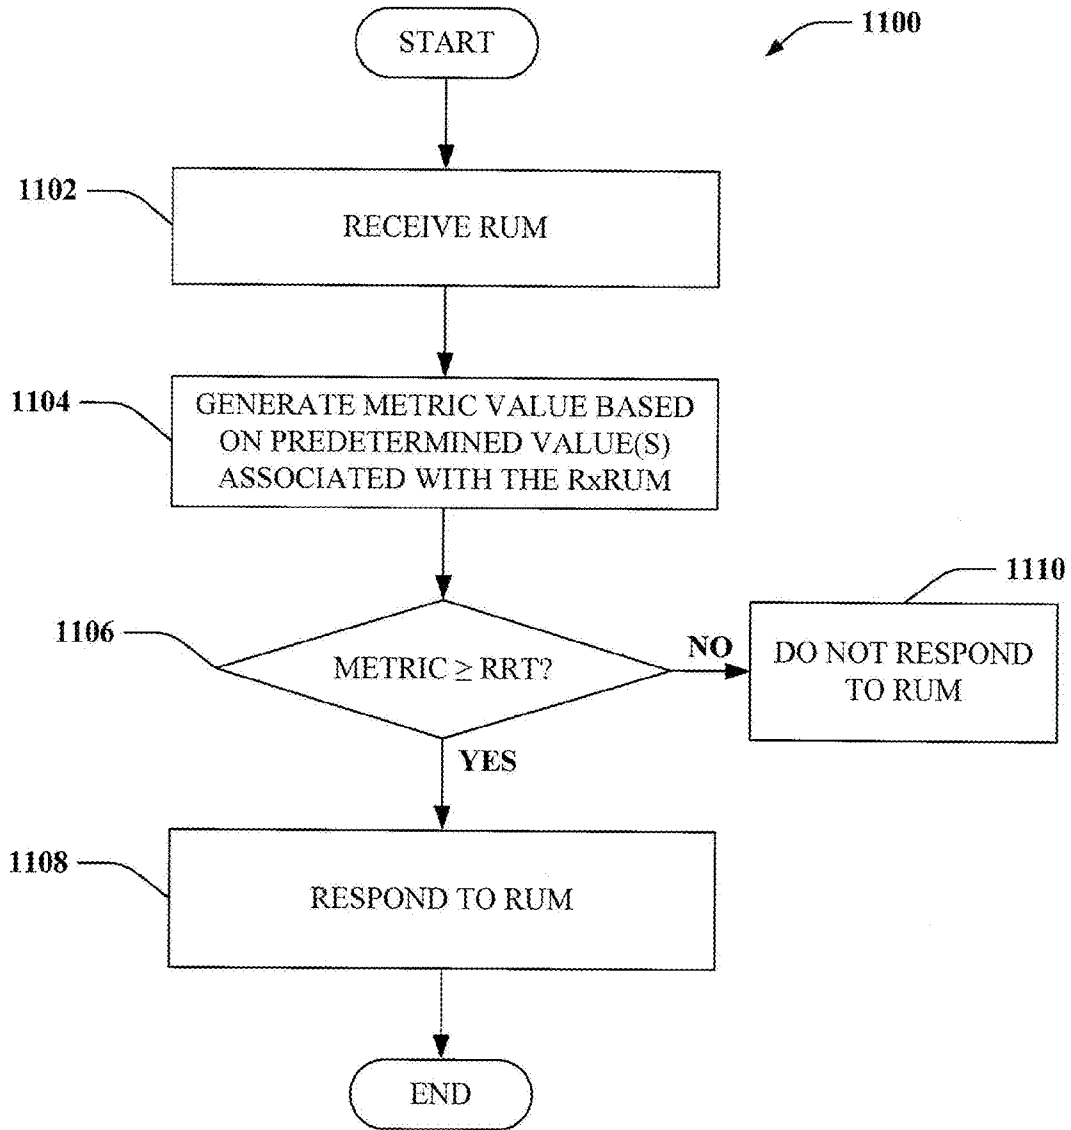 START
1100
1102
RECEIVE RUM
1104
GENERATE METRIC VALUE BASED
ON PREDETERMINED VALUE(S)
ASSOCIATED WITH THE RxRUM
1106
METRIC ≥ RRT?
NO
1110
DO NOT RESPOND
TO RUM
YES
1108
RESPOND TO RUM
END